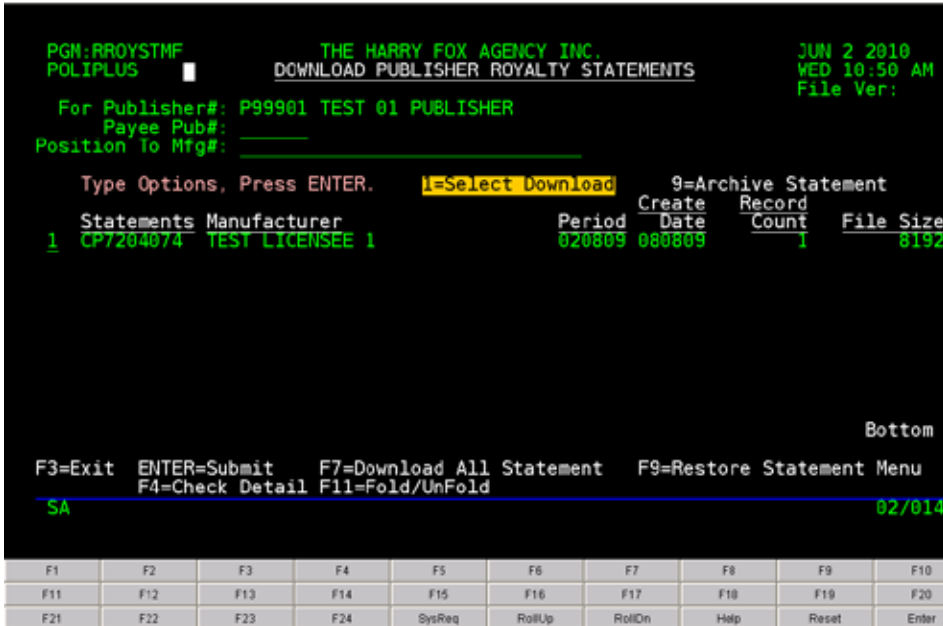 PGM:RROYSTMF THE HARRY FOX AGENCY INC. JUN 2 2010
POLIPLUS DOWNLOAD PUBLISHER ROYALTY STATEMENTS WED 10:50 AM
File Ver:
For Publisher#: P99901 TEST 01 PUBLISHER
Payee Pub#:
Position To Mfg#:
Type Options, Press ENTER. 1=Select Download 9=Archive Statement
Create Record
Statements Manufacturer Period Date Count File Size
1 CP7204074 TEST LICENSEE 1 020809 080809 1 8192
Bottom
F3=Exit ENTER=Submit F7=Download All Statement F9=Restore Statement Menu
F4=Check Detail F11=Fold/UnFold
SA 02/014
F1 F2 F3 F4 F5 F6 F7 F8 F9 F10
F11 F12 F13 F14 F15 F16 F17 F18 F19 F20
F21 F22 F23 F24 SysReq RollUp RollDn Help Reset Enter